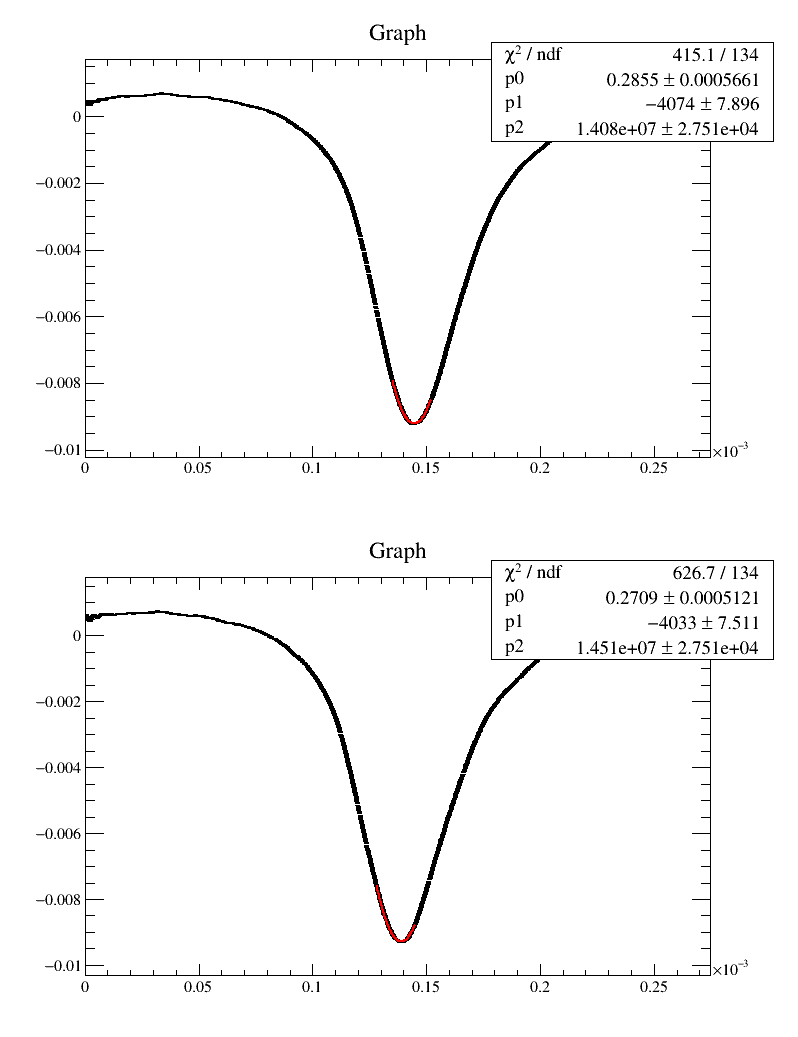 Graph
χ² / ndf 415.1 / 134
p0 0.2855 ± 0.0005661
p1 −4074 ± 7.896
p2 1.408e+07 ± 2.751e+04
0
−0.002
−0.004
−0.006
−0.008
−0.01
0 0.05 0.1 0.15 0.2 0.25 ×10⁻³
Graph
χ² / ndf 626.7 / 134
p0 0.2709 ± 0.0005121
p1 −4033 ± 7.511
p2 1.451e+07 ± 2.751e+04
0
−0.002
−0.004
−0.006
−0.008
−0.01
0 0.05 0.1 0.15 0.2 0.25 ×10⁻³